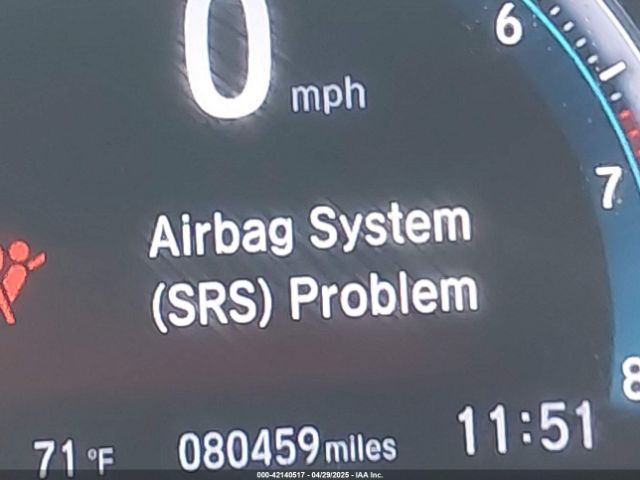 0 mph
6
7
Airbag System
(SRS) Problem
8
71 °F 080459 miles 11:51
000-42140517 - 04/29/2025 - IAA Inc.